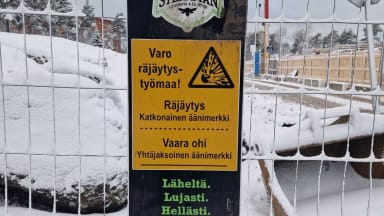 Varo
räjäytys-
työmaa!
Räjäytys
Katkonainen äänimerkki
Vaara ohi
Yhtäjaksoinen äänimerkki
Läheltä.
Lujasti.
Hellästi.